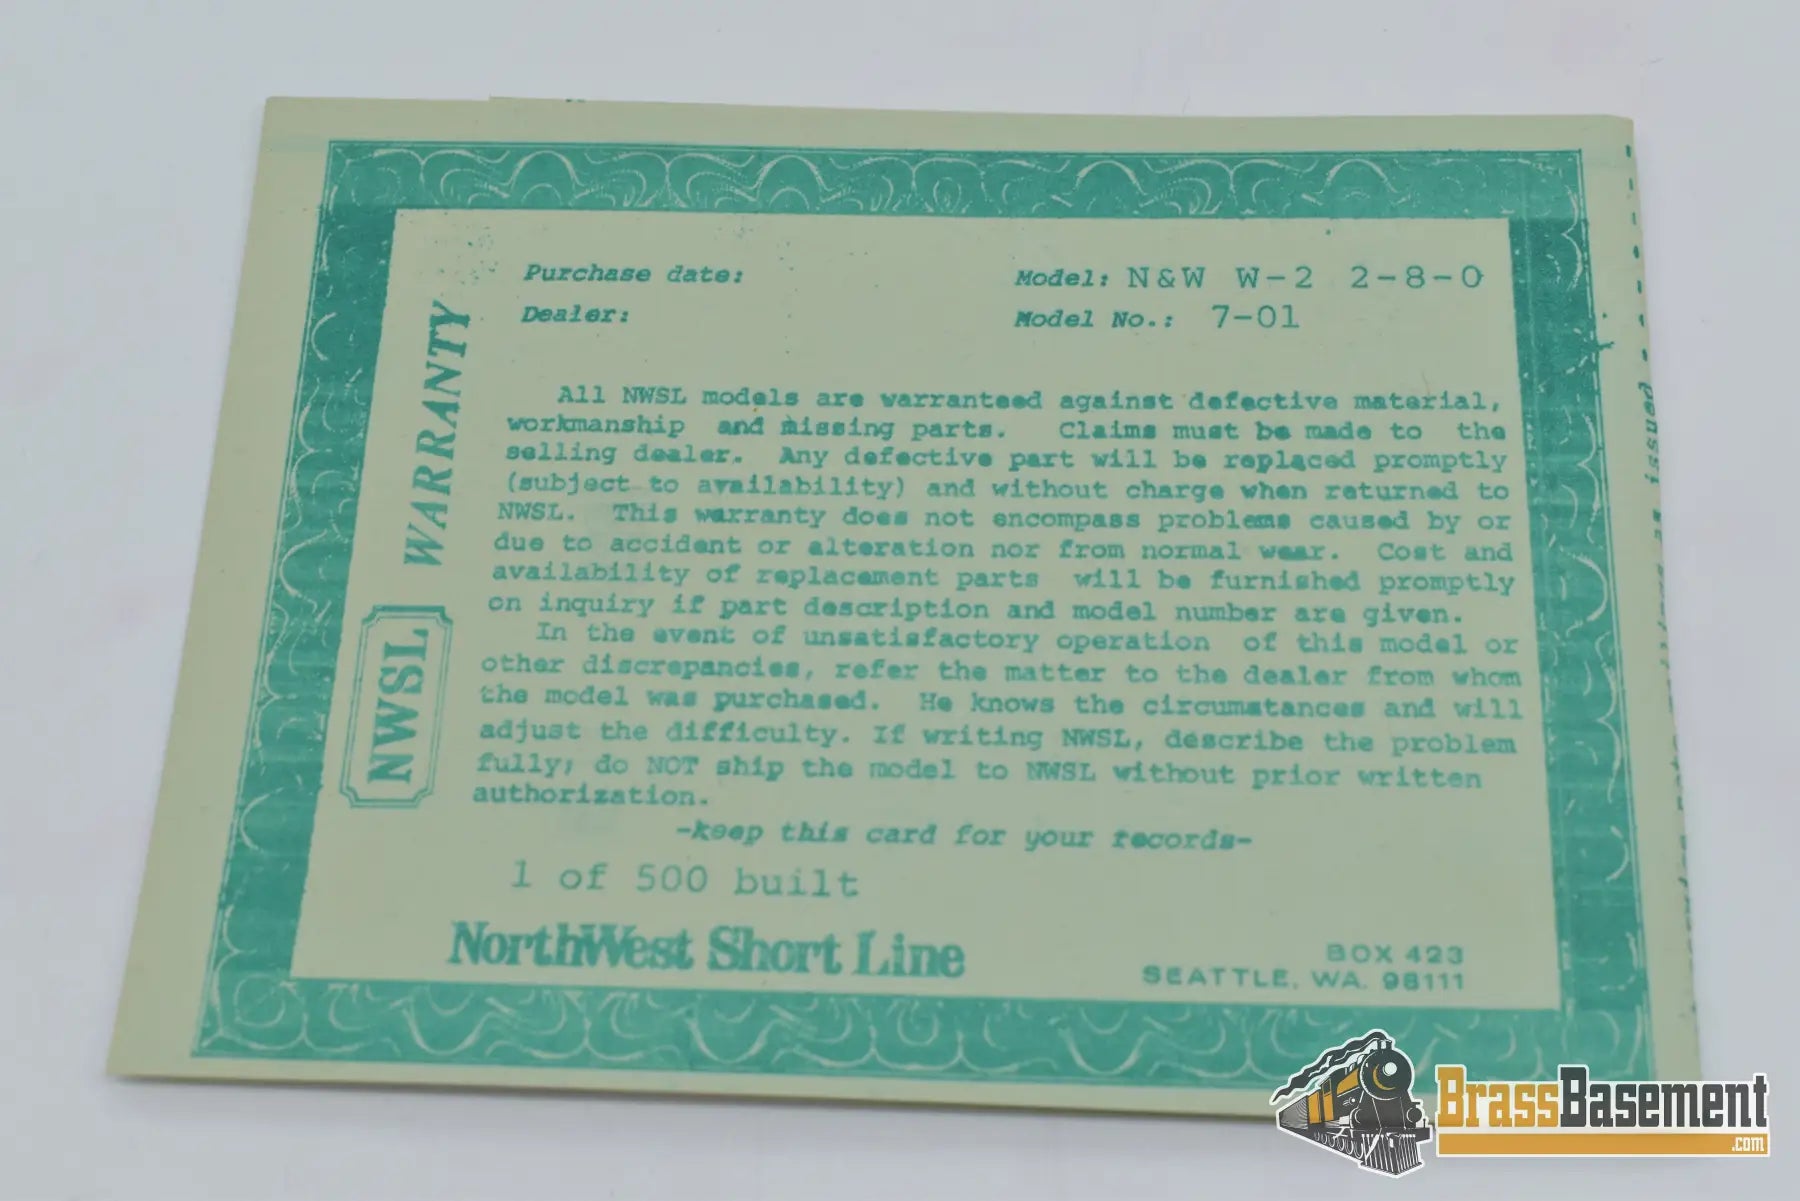 Purchase date:
Model: N&W W-2 2-8-0
Dealer:
Model No.: 7-01
WARRANTY
NWSL
All NWSL models are warranteed against defective material,
workmanship and missing parts. Claims must be made to the
selling dealer. Any defective part will be replaced promptly
(subject to availability) and without charge when returned to
NWSL. This warranty does not encompass problems caused by or
due to accident or alteration nor from normal wear. Cost and
availability of replacement parts will be furnished promptly
on inquiry if part description and model number are given.
In the event of unsatisfactory operation of this model or
other discrepancies, refer the matter to the dealer from whom
the model was purchased. He knows the circumstances and will
adjust the difficulty. If writing NWSL, describe the problem
fully; do NOT ship the model to NWSL without prior written
authorization.
-keep this card for your records-
1 of 500 built
NorthWest Short Line
BOX 423
SEATTLE, WA. 98111
BrassBasement
.com